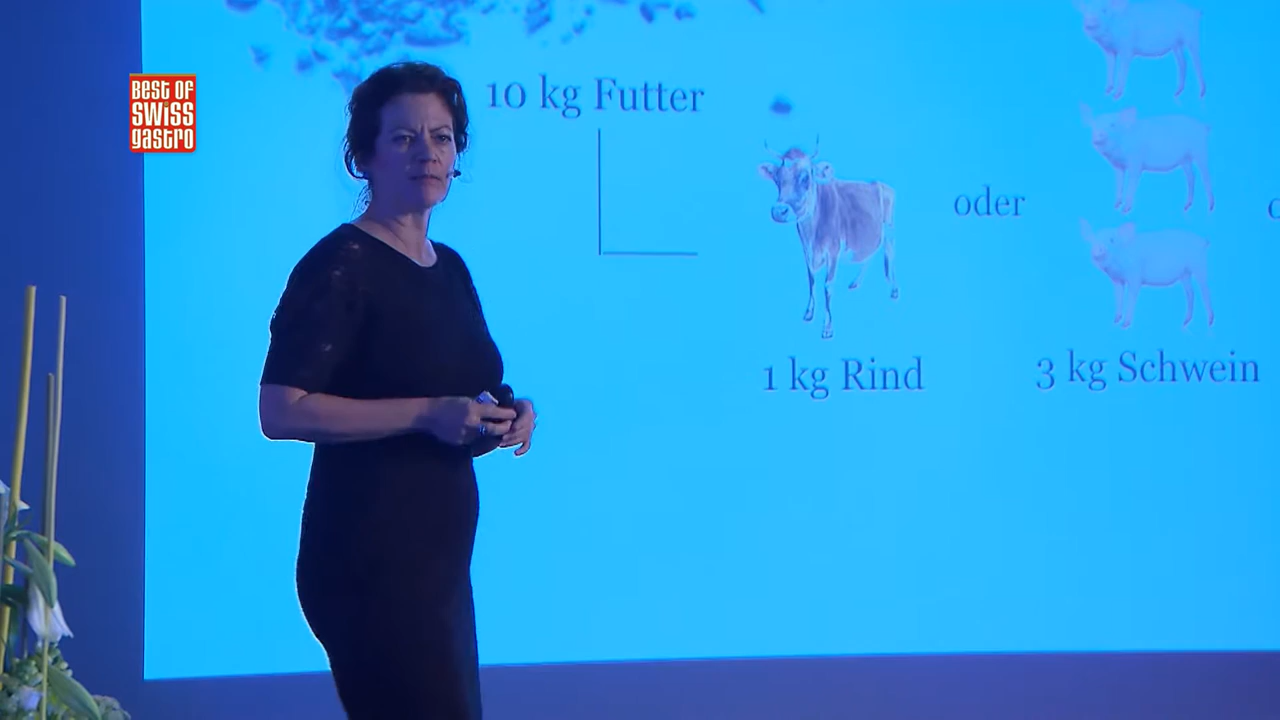 BEST OF
SWISS
gastro
10 kg Futter
oder
1 kg Rind
3 kg Schwein